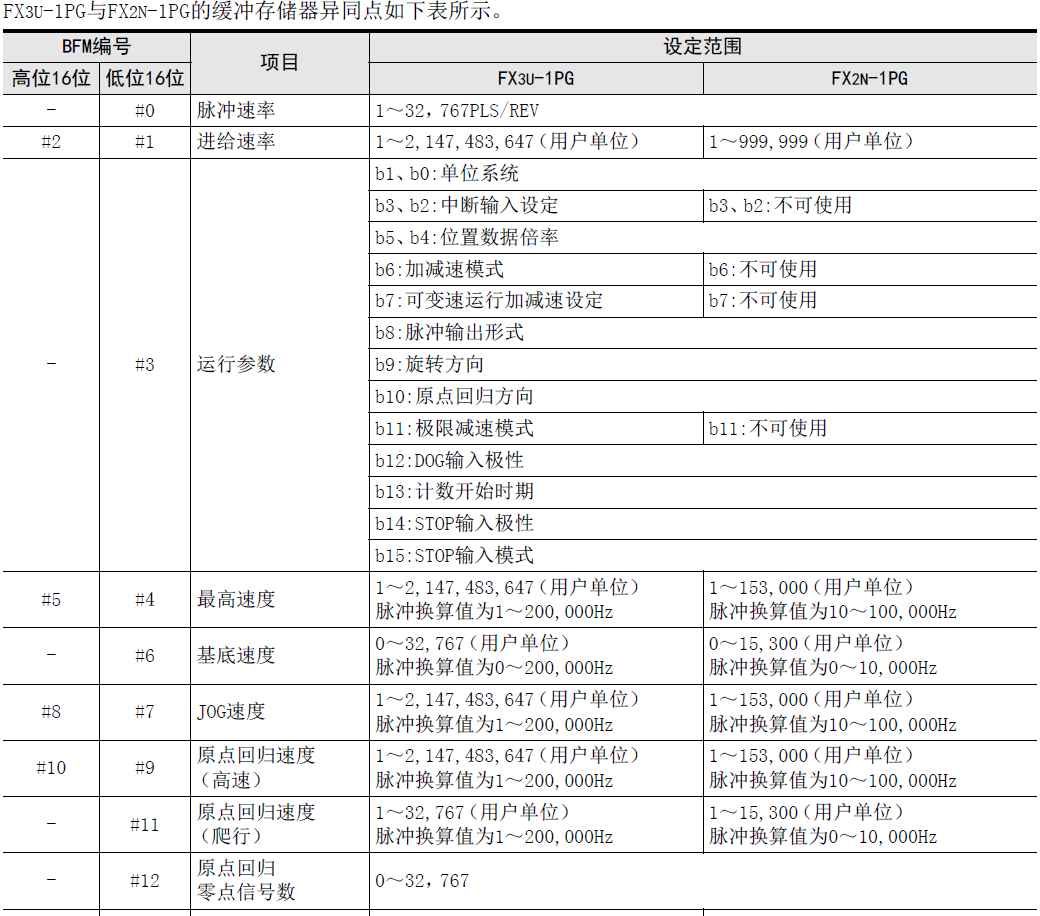 FX3U-1PG与FX2N-1PG的缓冲存储器异同点如下表所示。
BFM编号
项目
设定范围
高位16位 低位16位 FX3U-1PG FX2N-1PG
- #0 脉冲速率 1～32,767PLS/REV
#2 #1 进给速率 1～2,147,483,647(用户单位) 1～999,999(用户单位)
- #3 运行参数
b1、b0:单位系统
b3、b2:中断输入设定 b3、b2:不可使用
b5、b4:位置数据倍率
b6:加减速模式 b6:不可使用
b7:可变速运行加减速设定 b7:不可使用
b8:脉冲输出形式
b9:旋转方向
b10:原点回归方向
b11:极限减速模式 b11:不可使用
b12:DOG输入极性
b13:计数开始时期
b14:STOP输入极性
b15:STOP输入模式
#5 #4 最高速度
1～2,147,483,647(用户单位) 1～153,000(用户单位)
脉冲换算值为1～200,000Hz 脉冲换算值为10～100,000Hz
- #6 基底速度
0～32,767(用户单位) 0～15,300(用户单位)
脉冲换算值为0～200,000Hz 脉冲换算值为0～10,000Hz
#8 #7 JOG速度
1～2,147,483,647(用户单位) 1～153,000(用户单位)
脉冲换算值为1～200,000Hz 脉冲换算值为10～100,000Hz
#10 #9
原点回归速度 1～2,147,483,647(用户单位) 1～153,000(用户单位)
(高速) 脉冲换算值为1～200,000Hz 脉冲换算值为10～100,000Hz
- #11
原点回归速度 1～32,767(用户单位) 1～15,300(用户单位)
(爬行) 脉冲换算值为1～200,000Hz 脉冲换算值为0～10,000Hz
- #12
原点回归
零点信号数
0～32,767